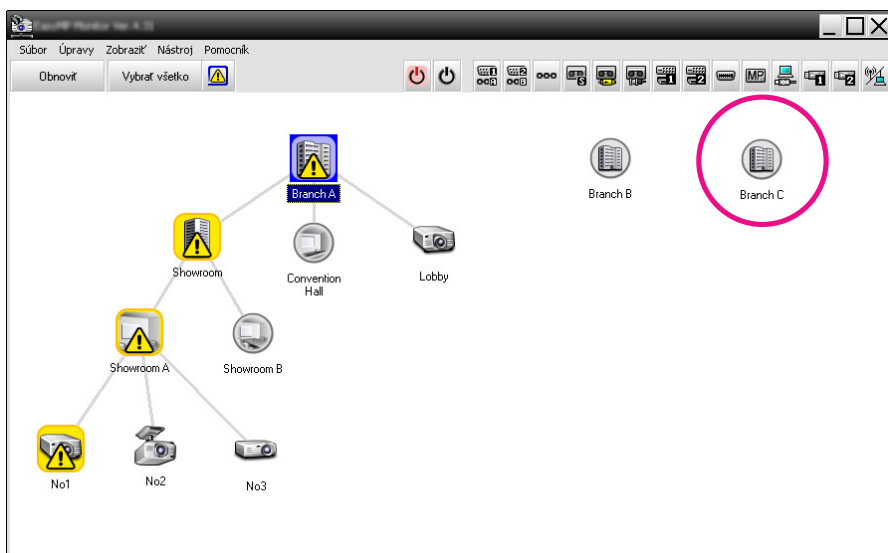 Súbor Úpravy Zobraziť Nástroj Pomocník
Obnoviť Vybrať všetko
MP
Branch A
Branch B
Branch C
Showroom
Convention
Hall
Lobby
Showroom A
Showroom B
No1
No2
No3